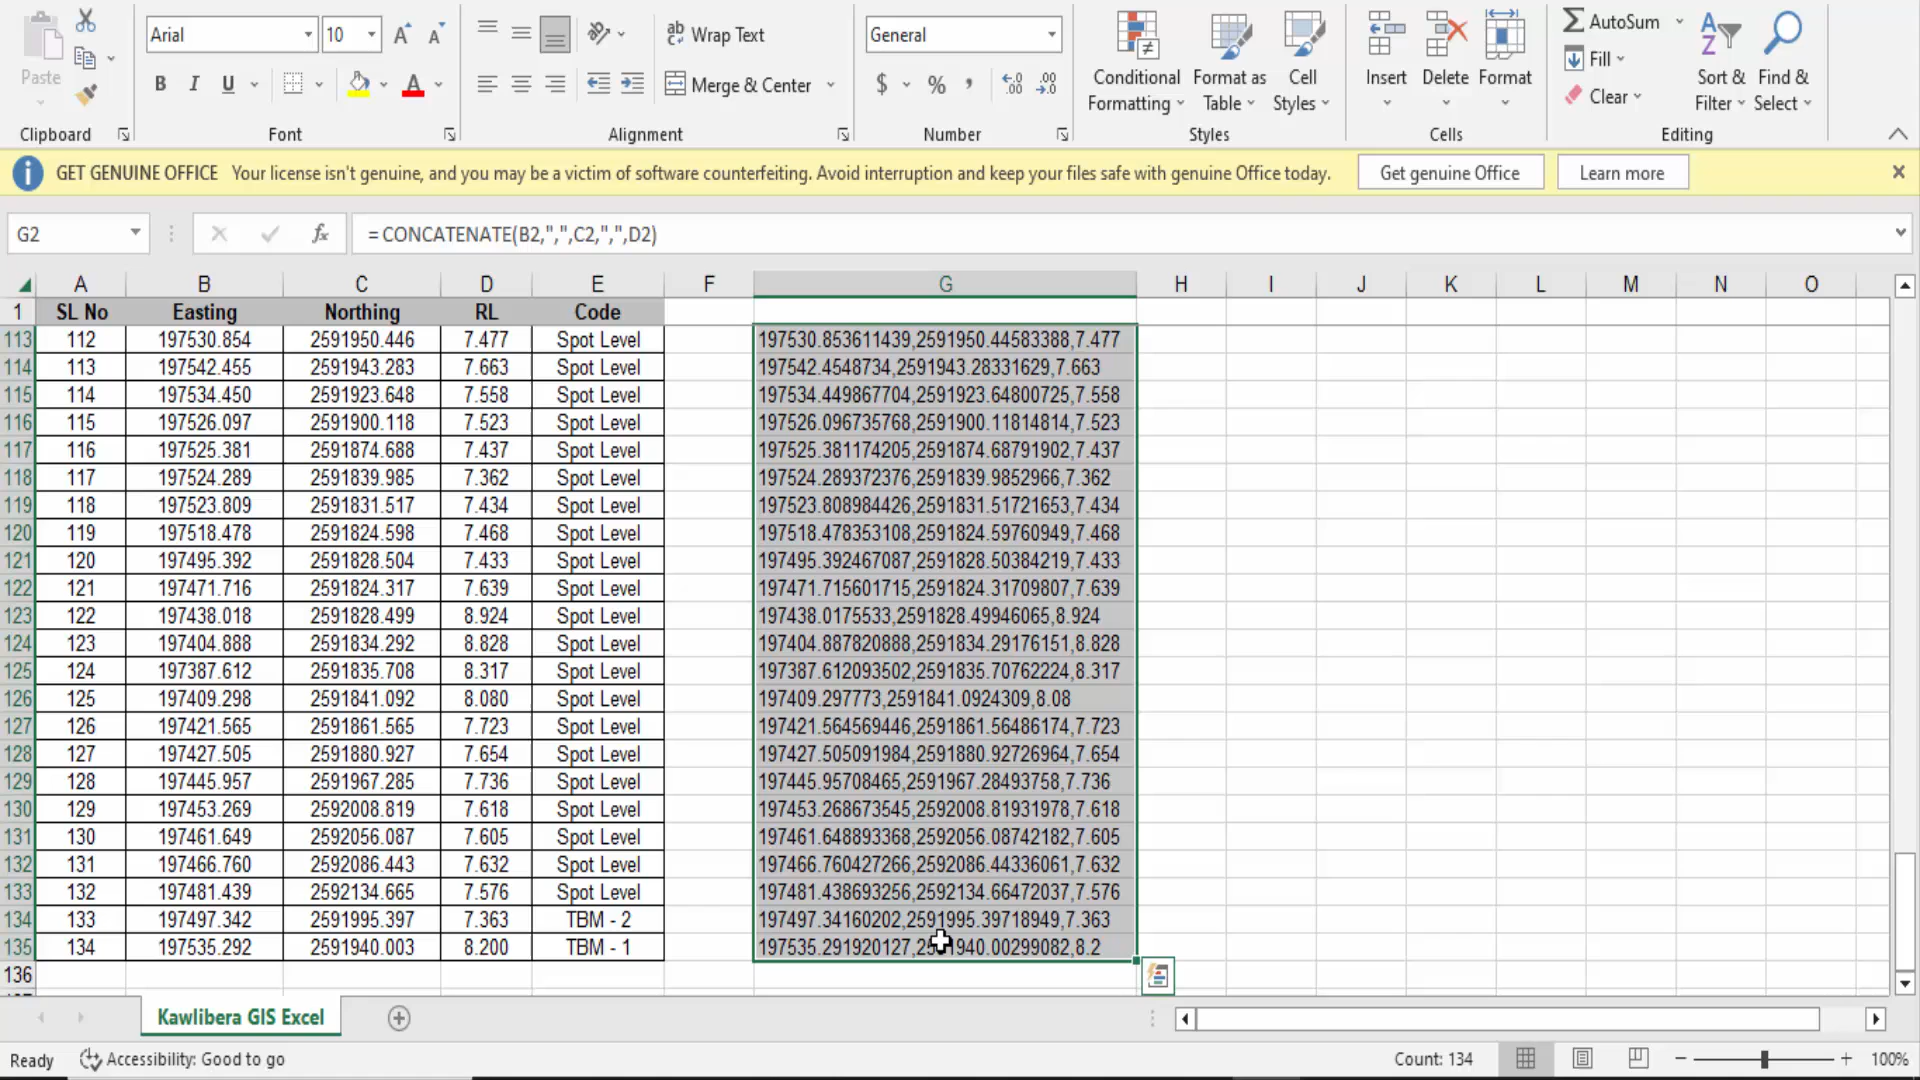 Paste
Arial 10
B I U
Clipboard Font
ab Wrap Text
Merge & Center
Alignment
General
$ % ,
Number
Conditional Formatting
Format as Table
Cell Styles
Styles
Insert Delete Format
Cells
AutoSum
Fill
Clear
Sort & Filter
Find & Select
Editing
GET GENUINE OFFICE Your license isn't genuine, and you may be a victim of software counterfeiting. Avoid interruption and keep your files safe with genuine Office today. Get genuine Office Learn more
G2 fx =CONCATENATE(B2,",",C2,",",D2)
A B C D E F G H I J K L M N O
1 SL No Easting Northing RL Code
113 112 197530.854 2591950.446 7.477 Spot Level 197530.853611439,2591950.44583388,7.477
114 113 197542.455 2591943.283 7.663 Spot Level 197542.4548734,2591943.28331629,7.663
115 114 197534.450 2591923.648 7.558 Spot Level 197534.449867704,2591923.64800725,7.558
116 115 197526.097 2591900.118 7.523 Spot Level 197526.096735768,2591900.11814814,7.523
117 116 197525.381 2591874.688 7.437 Spot Level 197525.381174205,2591874.68791902,7.437
118 117 197524.289 2591839.985 7.362 Spot Level 197524.289372376,2591839.9852966,7.362
119 118 197523.809 2591831.517 7.434 Spot Level 197523.808984426,2591831.51721653,7.434
120 119 197518.478 2591824.598 7.468 Spot Level 197518.478353108,2591824.59760949,7.468
121 120 197495.392 2591828.504 7.433 Spot Level 197495.392467087,2591828.50384219,7.433
122 121 197471.716 2591824.317 7.639 Spot Level 197471.715601715,2591824.31709807,7.639
123 122 197438.018 2591828.499 8.924 Spot Level 197438.0175533,2591828.49946065,8.924
124 123 197404.888 2591834.292 8.828 Spot Level 197404.887820888,2591834.29176151,8.828
125 124 197387.612 2591835.708 8.317 Spot Level 197387.612093502,2591835.70762224,8.317
126 125 197409.298 2591841.092 8.080 Spot Level 197409.297773,2591841.0924309,8.08
127 126 197421.565 2591861.565 7.723 Spot Level 197421.564569446,2591861.56486174,7.723
128 127 197427.505 2591880.927 7.654 Spot Level 197427.505091984,2591880.92726964,7.654
129 128 197445.957 2591967.285 7.736 Spot Level 197445.95708465,2591967.28493758,7.736
130 129 197453.269 2592008.819 7.618 Spot Level 197453.268673545,2592008.81931978,7.618
131 130 197461.649 2592056.087 7.605 Spot Level 197461.648893368,2592056.08742182,7.605
132 131 197466.760 2592086.443 7.632 Spot Level 197466.760427266,2592086.44336061,7.632
133 132 197481.439 2592134.665 7.576 Spot Level 197481.438693256,2592134.66472037,7.576
134 133 197497.342 2591995.397 7.363 TBM - 2 197497.34160202,2591995.39718949,7.363
135 134 197535.292 2591940.003 8.200 TBM - 1
136
Kawlibera GIS Excel
Ready Accessibility: Good to go Count: 134 100%